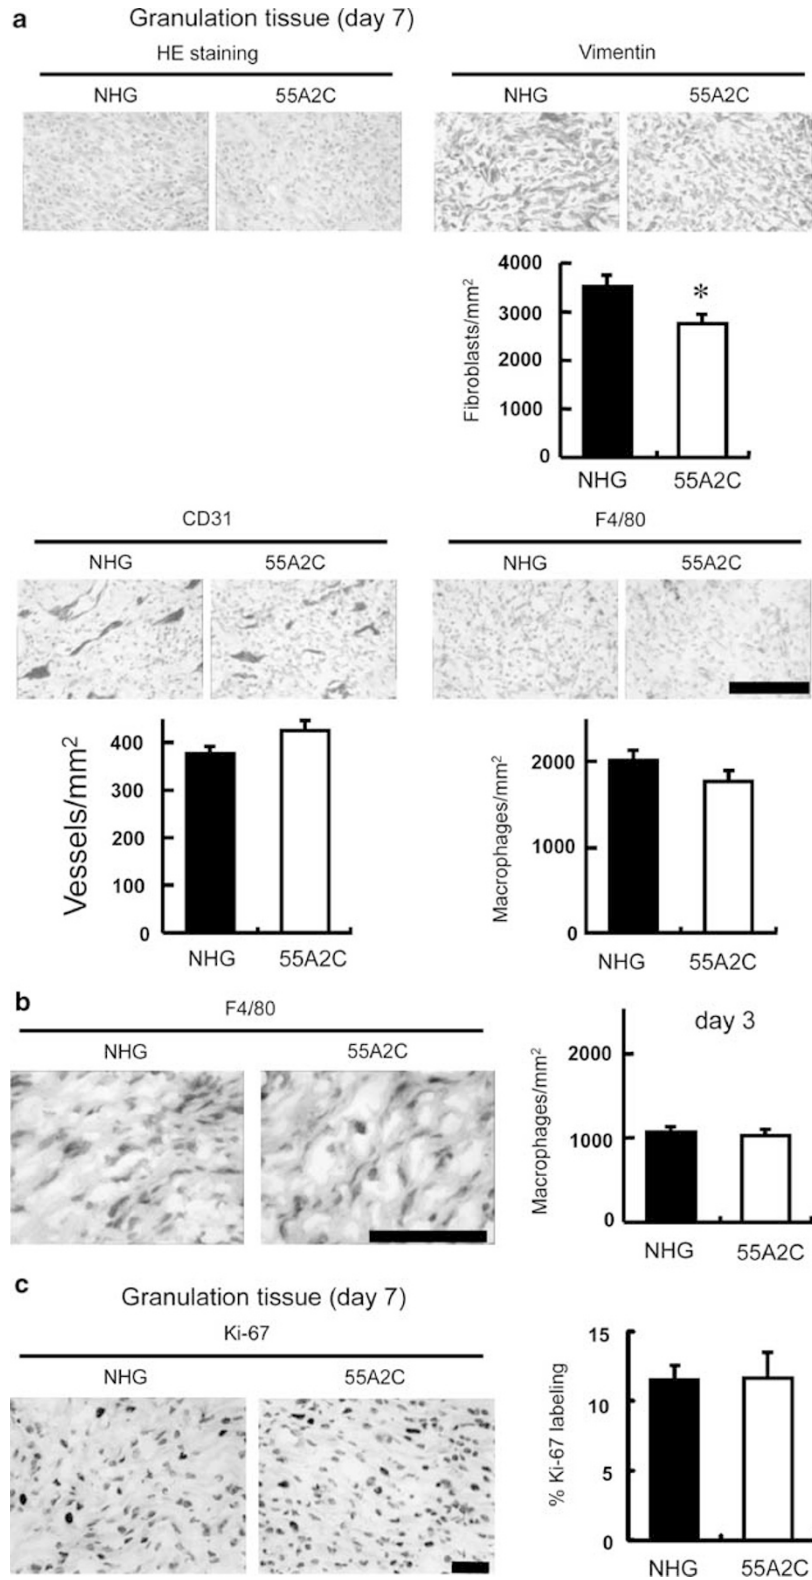 a
Granulation tissue (day 7)
HE staining
Vimentin
NHG 55A2C NHG 55A2C
4000
3000
2000
1000
0
Fibroblasts/mm2
*
NHG 55A2C
CD31
F4/80
NHG 55A2C NHG 55A2C
400
300
200
100
0
Vessels/mm2
NHG 55A2C
2000
1000
0
Macrophages/mm2
NHG 55A2C
b
F4/80
NHG 55A2C
day 3
2000
1000
0
Macrophages/mm2
NHG 55A2C
c
Granulation tissue (day 7)
Ki-67
NHG 55A2C
15
10
5
0
% Ki-67 labeling
NHG 55A2C